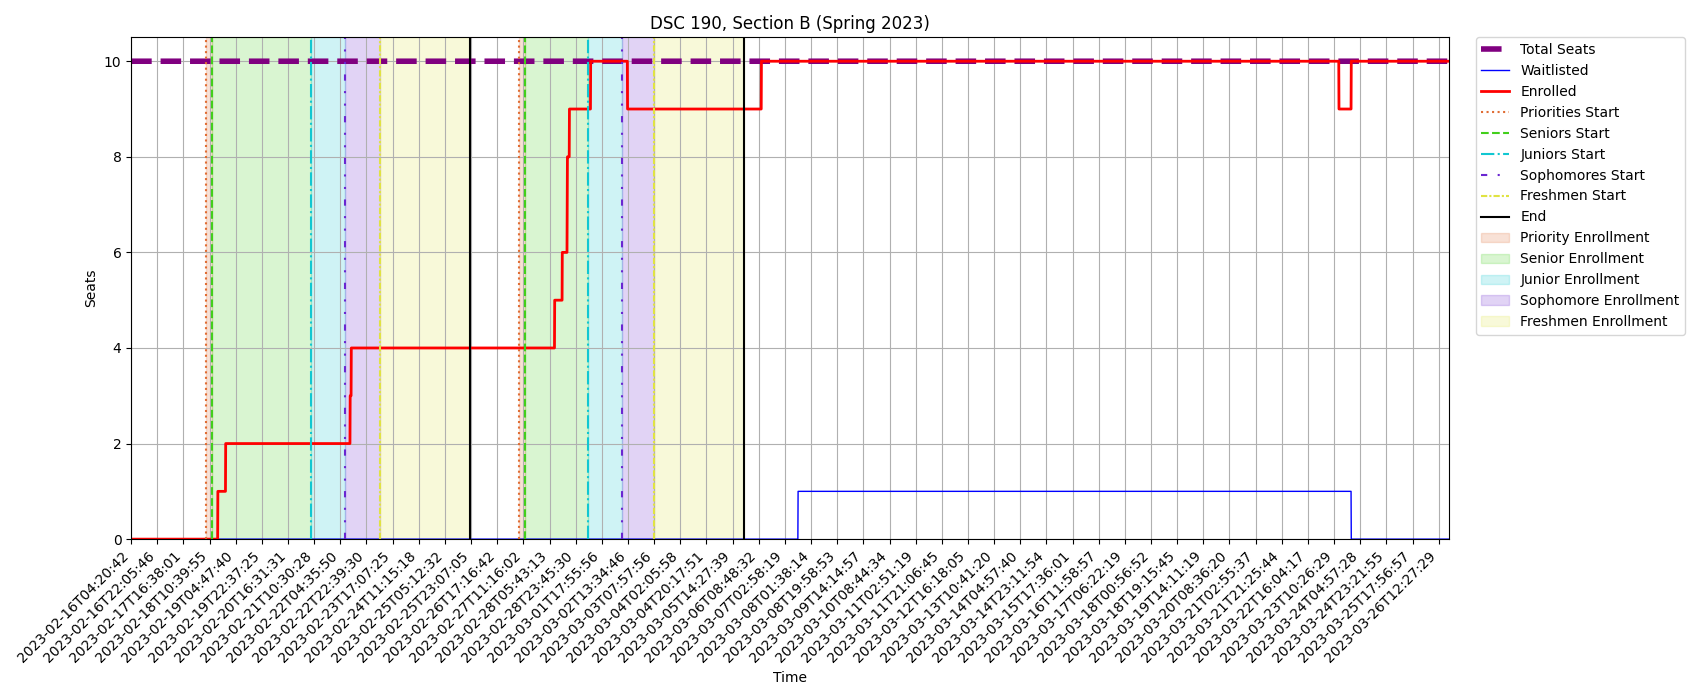 DSC 190, Section B (Spring 2023)
Total Seats
Waitlisted
Enrolled
Priorities Start
Seniors Start
Juniors Start
Sophomores Start
Freshmen Start
End
Priority Enrollment
Senior Enrollment
Junior Enrollment
Sophomore Enrollment
Freshmen Enrollment
Seats
10
8
6
4
2
0
2023-02-16T04:20:42
2023-02-16T22:05:46
2023-02-17T16:38:01
2023-02-18T10:39:55
2023-02-19T04:47:40
2023-02-19T22:37:25
2023-02-20T16:31:31
2023-02-21T10:30:28
2023-02-22T04:35:50
2023-02-22T22:39:30
2023-02-23T17:07:25
2023-02-24T11:15:18
2023-02-25T05:12:32
2023-02-25T23:07:05
2023-02-26T17:16:42
2023-02-27T11:16:02
2023-02-28T05:43:13
2023-02-28T23:45:30
2023-03-01T17:55:56
2023-03-02T13:34:46
2023-03-03T07:57:56
2023-03-04T02:05:58
2023-03-04T20:17:51
2023-03-05T14:27:39
2023-03-06T08:48:32
2023-03-07T02:58:19
2023-03-08T01:38:14
2023-03-08T19:58:53
2023-03-09T14:14:57
2023-03-10T08:44:34
2023-03-11T02:51:19
2023-03-11T21:06:45
2023-03-12T16:18:05
2023-03-13T10:41:20
2023-03-14T04:57:40
2023-03-14T23:11:54
2023-03-15T17:36:01
2023-03-16T11:58:57
2023-03-17T06:22:19
2023-03-18T00:56:52
2023-03-18T19:15:45
2023-03-19T14:11:19
2023-03-20T08:36:20
2023-03-21T02:55:37
2023-03-21T21:25:44
2023-03-22T16:04:17
2023-03-23T10:26:29
2023-03-24T04:57:28
2023-03-24T23:21:55
2023-03-25T17:56:57
2023-03-26T12:27:29
Time